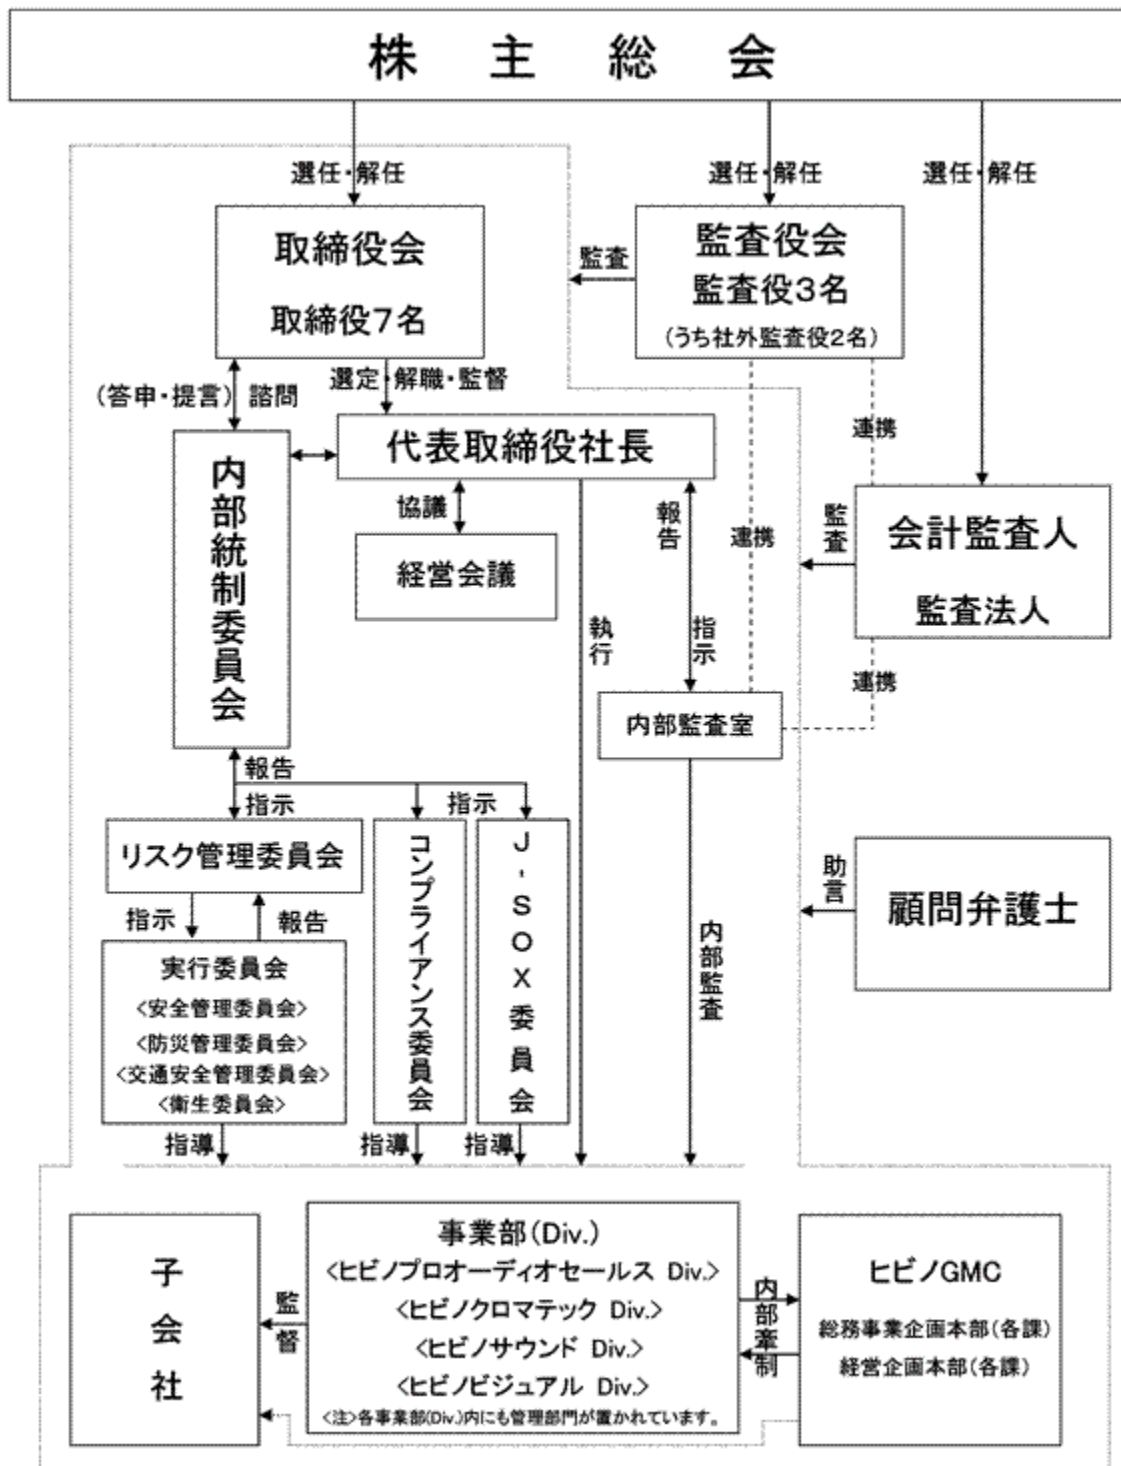 株主総会
選任・解任
選任・解任
選任・解任
取締役会
取締役7名
監査
監査役会
監査役3名
(うち社外監査役2名)
(答申・提言)
諮問
選定・解職・監督
代表取締役社長
内部統制委員会
協議
経営会議
報告
指示
執行
連携
連携
監査
会計監査人
監査法人
連携
内部監査室
報告
指示
指示
リスク管理委員会
指示
報告
実行委員会
<安全管理委員会>
<防災管理委員会>
<交通安全管理委員会>
<衛生委員会>
コンプライアンス委員会
J-SOX委員会
内部監査
助言
顧問弁護士
指導
指導
指導
子会社
監督
事業部(Div.)
<ヒビノプロオーディオセールス Div.>
<ヒビノクロマテック Div.>
<ヒビノサウンド Div.>
<ヒビノビジュアル Div.>
<注>各事業部(Div.)内にも管理部門が置かれています。
内部牽制
ヒビノGMC
総務事業企画本部(各課)
経営企画本部(各課)